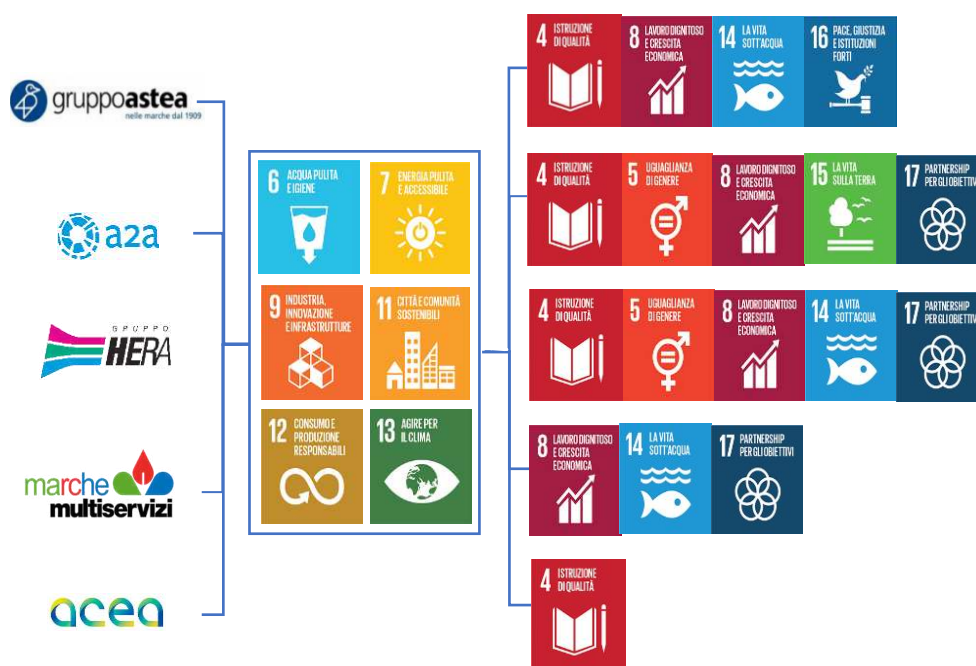 gruppoastea
nelle marche dal 1909
a2a
GRUPPO
HERA
marche
multiservizi
acea
6 ACQUA PULITA
E IGIENE
7 ENERGIA PULITA
E ACCESSIBILE
9 INDUSTRIA,
INNOVAZIONE
E INFRASTRUTTURE
11 CITTÀ E COMUNITÀ
SOSTENIBILI
12 CONSUMO E
PRODUZIONE
RESPONSABILI
13 AGIRE PER
IL CLIMA
4 ISTRUZIONE
DI QUALITÀ
8 LAVORO DIGNITOSO
E CRESCITA
ECONOMICA
14 LA VITA
SOTT'ACQUA
16 PACE, GIUSTIZIA
E ISTITUZIONI
FORTI
4 ISTRUZIONE
DI QUALITÀ
5 UGUAGLIANZA
DI GENERE
8 LAVORO DIGNITOSO
E CRESCITA
ECONOMICA
15 LA VITA
SULLA TERRA
17 PARTNERSHIP
PER GLI OBIETTIVI
4 ISTRUZIONE
DI QUALITÀ
5 UGUAGLIANZA
DI GENERE
8 LAVORO DIGNITOSO
E CRESCITA
ECONOMICA
14 LA VITA
SOTT'ACQUA
17 PARTNERSHIP
PER GLI OBIETTIVI
8 LAVORO DIGNITOSO
E CRESCITA
ECONOMICA
14 LA VITA
SOTT'ACQUA
17 PARTNERSHIP
PER GLI OBIETTIVI
4 ISTRUZIONE
DI QUALITÀ